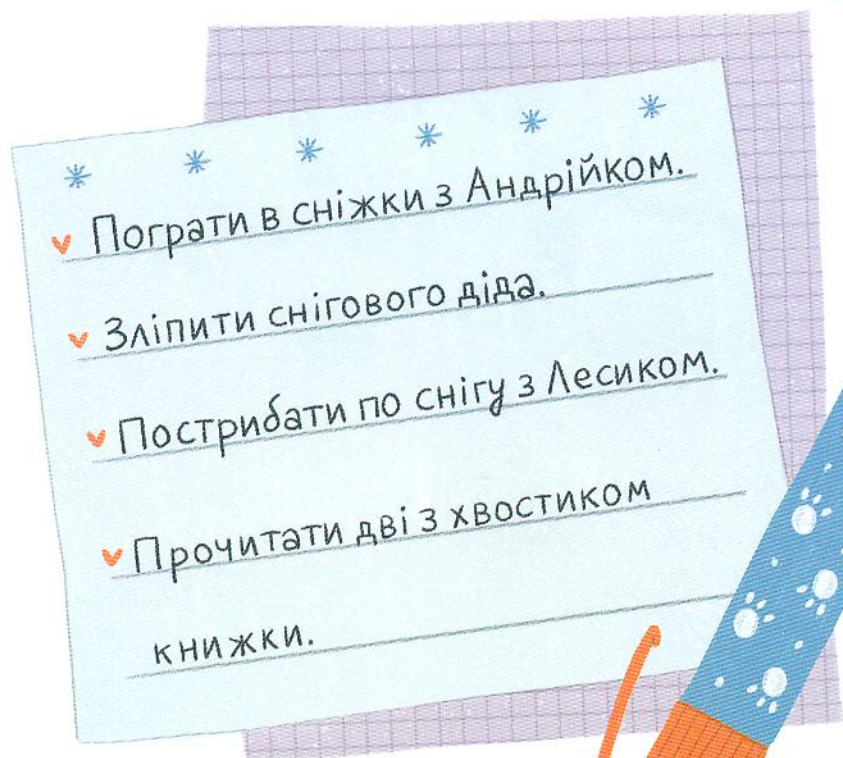 Пограти в сніжки з Андрійком.
Зліпити снігового діда.
Пострибати по снігу з Лесиком.
Прочитати дві з хвостиком
книжки.